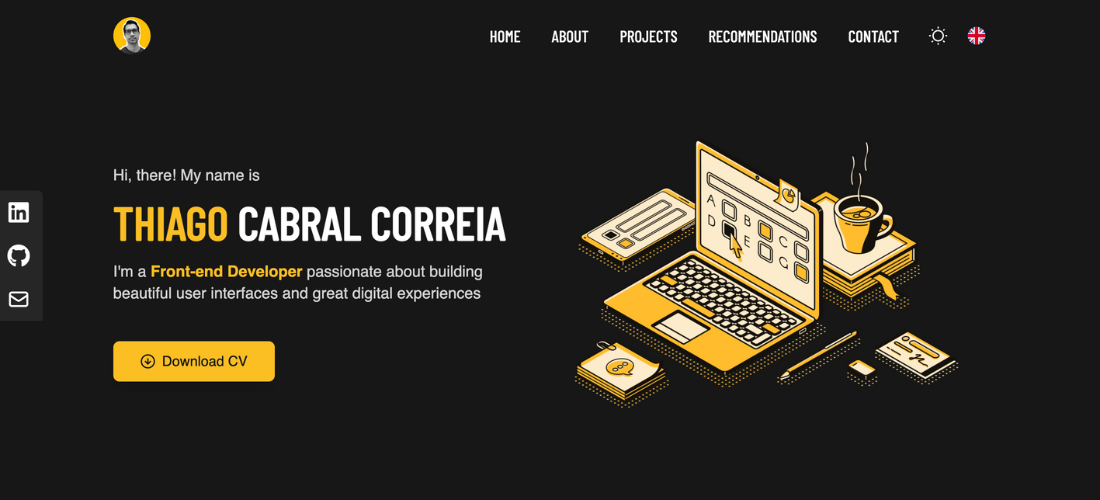 HOME ABOUT PROJECTS RECOMMENDATIONS CONTACT
Hi, there! My name is
THIAGO CABRAL CORREIA
I'm a Front-end Developer passionate about building
beautiful user interfaces and great digital experiences
Download CV
in
A B C
D E G